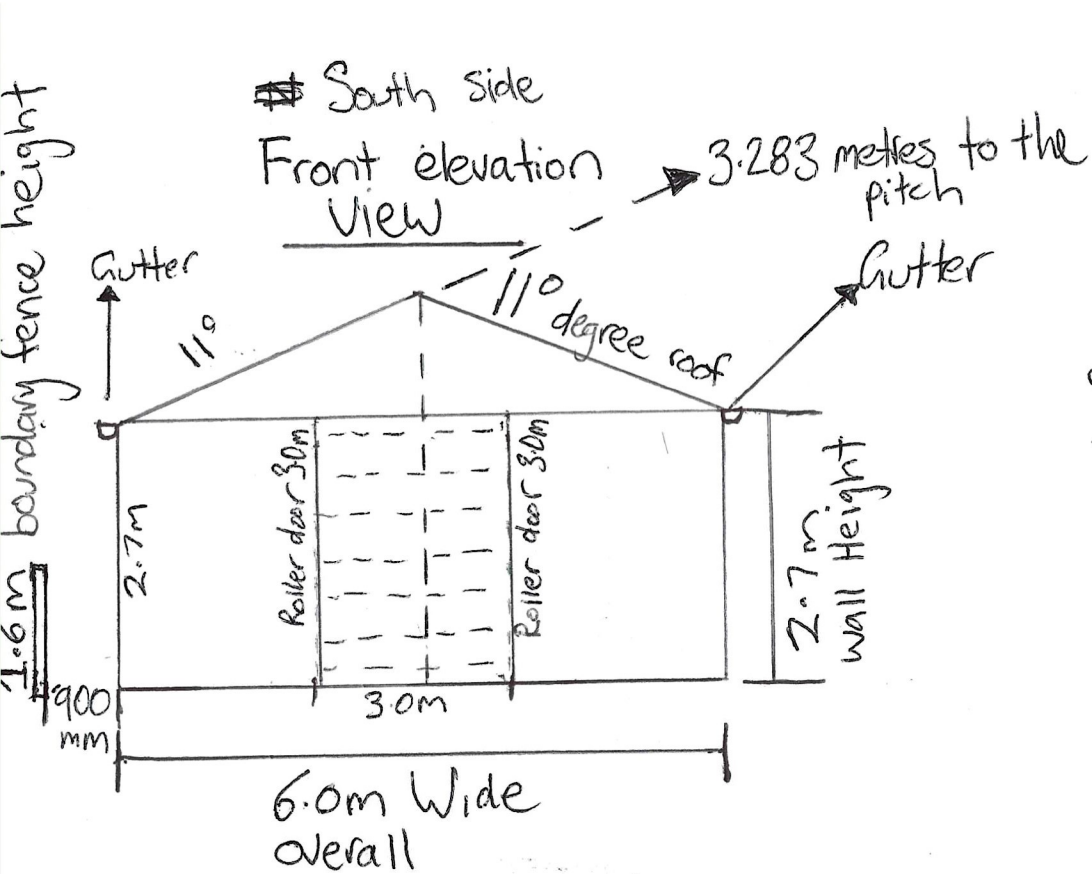 South side
Front elevation
View
3.283 metres to the
pitch
Gutter
Gutter
11°
11°
degree roof
1.6m boundary fence height
2.7m
Roller door 3.0m
Roller door 3.0m
2.7m
Wall Height
900
mm
3.0m
6.0m Wide
overall